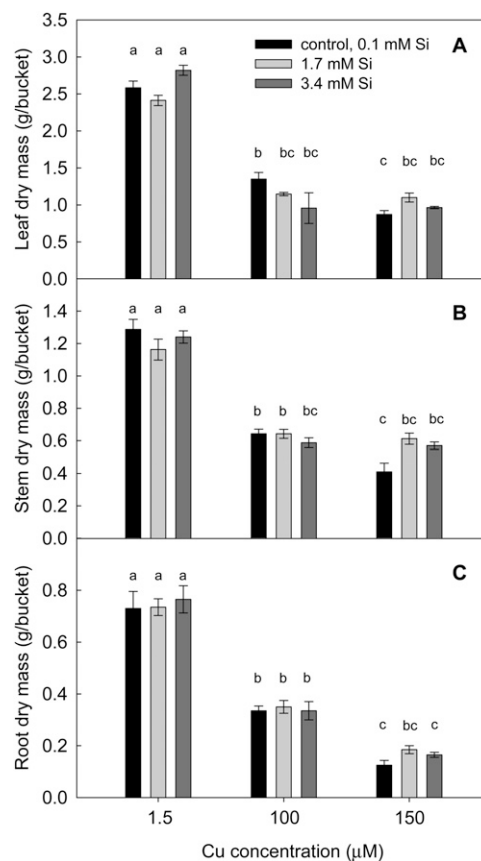 Leaf dry mass (g/bucket)
3.5
3.0
2.5
2.0
1.5
1.0
0.5
0.0
a a a
b bc bc
c bc bc
A
control, 0.1 mM Si
1.7 mM Si
3.4 mM Si
Stem dry mass (g/bucket)
1.4
1.2
1.0
0.8
0.6
0.4
0.2
0.0
a a a
b b bc
c bc bc
B
Root dry mass (g/bucket)
0.8
0.6
0.4
0.2
0.0
a a a
b b b
c bc c
C
1.5 100 150
Cu concentration (µM)